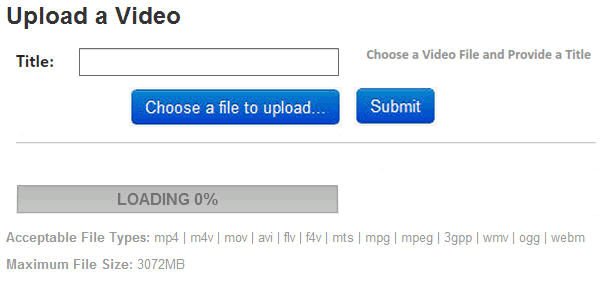 Upload a Video
Title: Choose a Video File and Provide a Title
Choose a file to upload... Submit
LOADING 0%
Acceptable File Types: mp4 | m4v | mov | avi | flv | f4v | mts | mpg | mpeg | 3gpp | wmv | ogg | webm
Maximum File Size: 3072MB